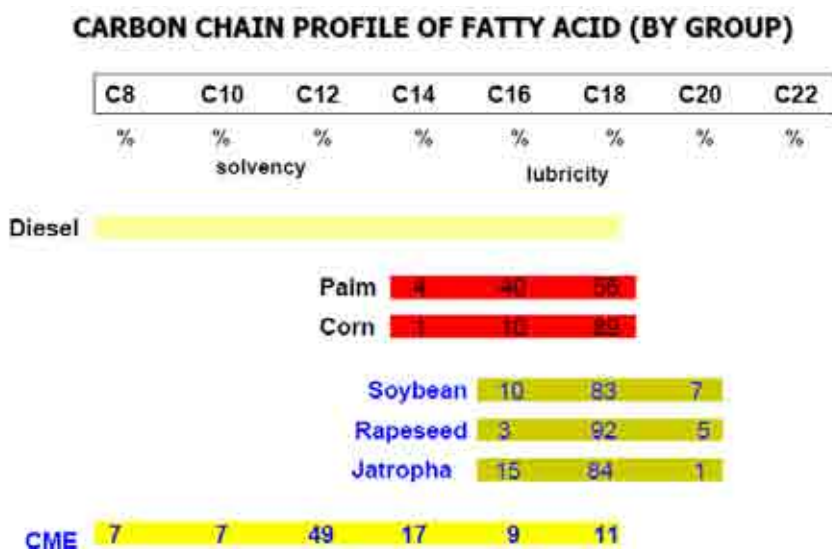 CARBON CHAIN PROFILE OF FATTY ACID (BY GROUP)
C8 C10 C12 C14 C16 C18 C20 C22
% % % % % % %  %
solvency lubricity
Diesel
Palm 4 40 56
Corn 1 10 89
Soybean 10 83 7
Rapeseed 3 92 5
Jatropha 15 84 1
CME 7 7 49 17 9 11